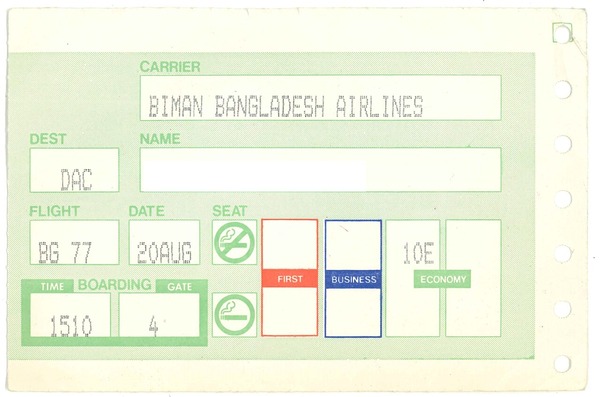 CARRIER
BIMAN BANGLADESH AIRLINES
DEST NAME
DAC
FLIGHT DATE SEAT
BG 77 20AUG 10E
FIRST BUSINESS ECONOMY
TIME BOARDING GATE
1510 4